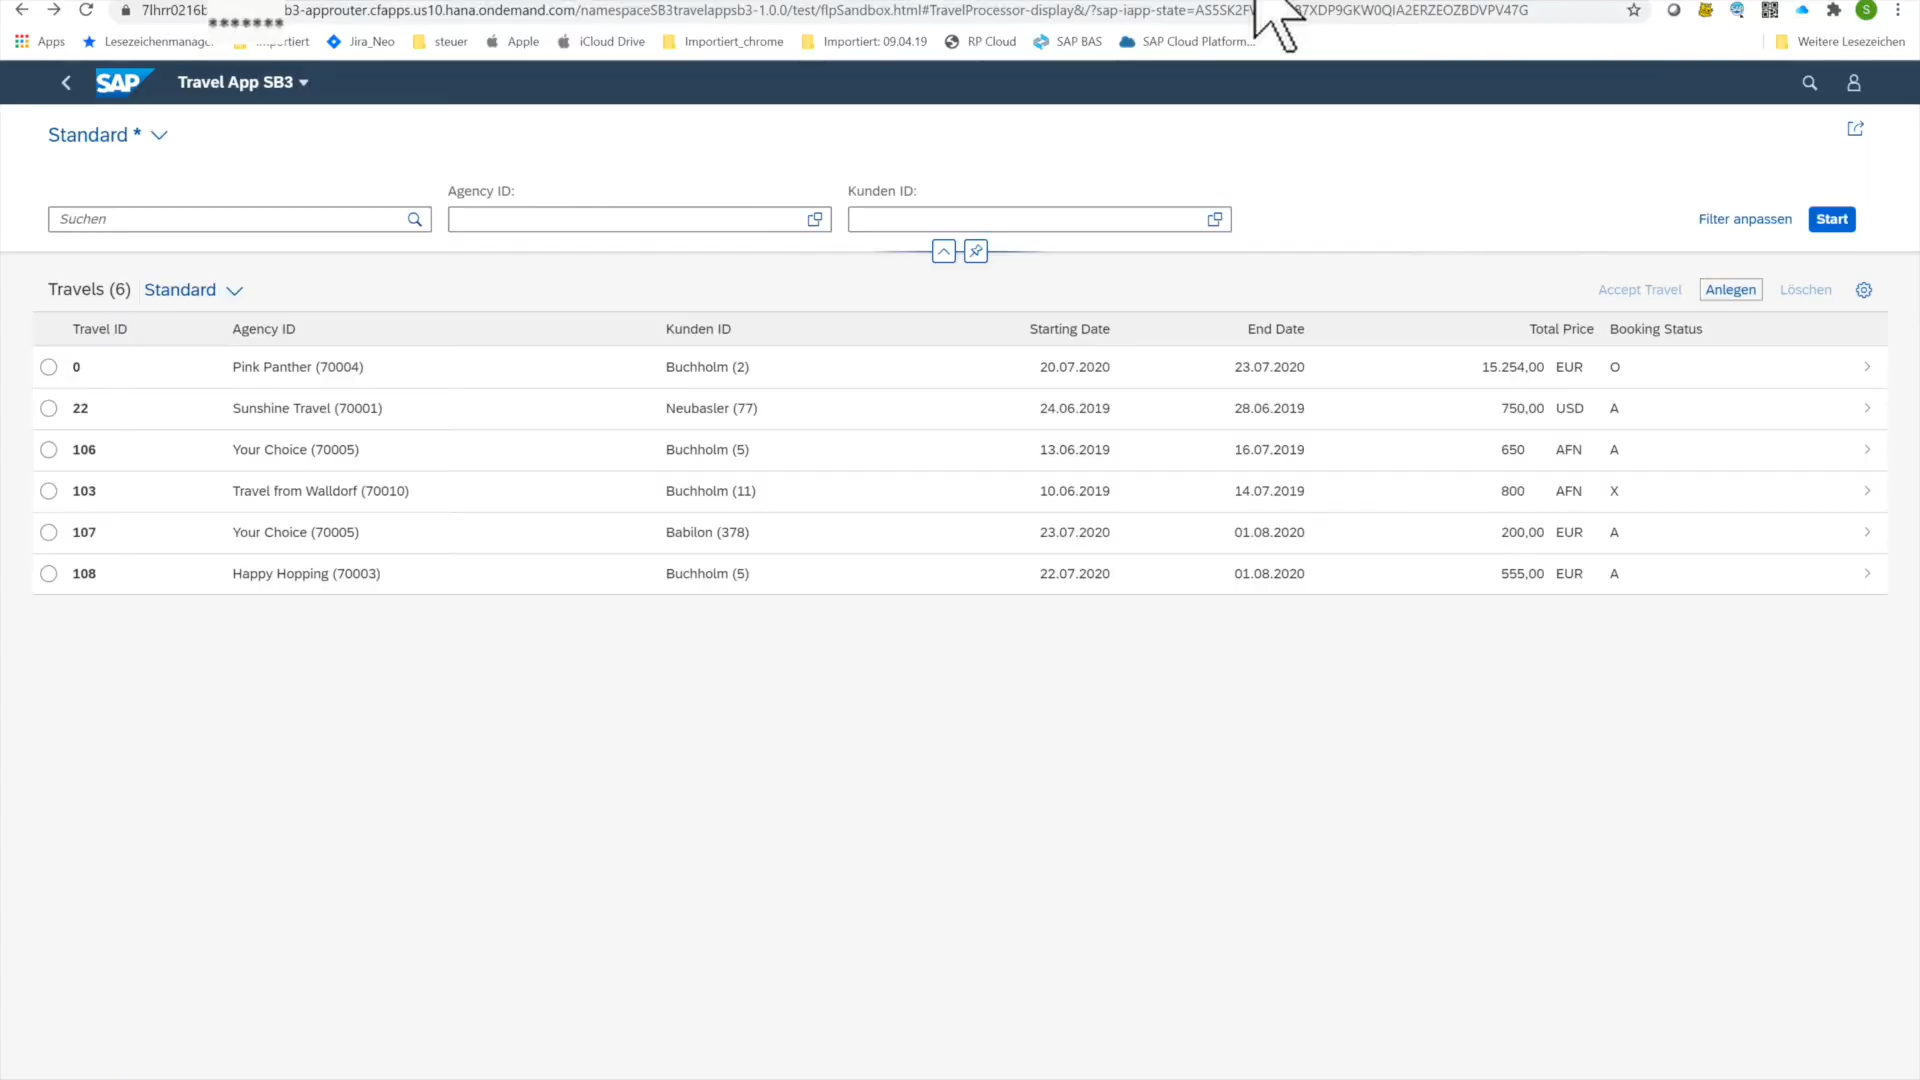 7lhrr0216b b3-approuter.cfapps.us10.hana.ondemand.com/namespaceSB3travelappsb3-1.0.0/test/flpSandbox.html#TravelProcessor-display&/?sap-iapp-state=AS5SK2F 87XDP9GKW0QIA2ERZEOZBDVPV47G S
*******
Apps Lesezeichenmanager Jira_Neo steuer Apple iCloud Drive Importiert_chrome Importiert: 09.04.19 RP Cloud SAP BAS SAP Cloud Platform... Weitere Lesezeichen
SAP Travel App SB3
Standard *
Agency ID: Kunden ID:
Suchen Filter anpassen Start
Travels (6) Standard Accept Travel Anlegen Löschen
Travel ID Agency ID Kunden ID Starting Date End Date Total Price Booking Status
0 Pink Panther (70004) Buchholm (2) 20.07.2020 23.07.2020 15.254,00 EUR O
22 Sunshine Travel (70001) Neubasler (77) 24.06.2019 28.06.2019 750,00 USD A
106 Your Choice (70005) Buchholm (5) 13.06.2019 16.07.2019 650 AFN A
103 Travel from Walldorf (70010) Buchholm (11) 10.06.2019 14.07.2019 800 AFN X
107 Your Choice (70005) Babilon (378) 23.07.2020 01.08.2020 200,00 EUR A
108 Happy Hopping (70003) Buchholm (5) 22.07.2020 01.08.2020 555,00 EUR A